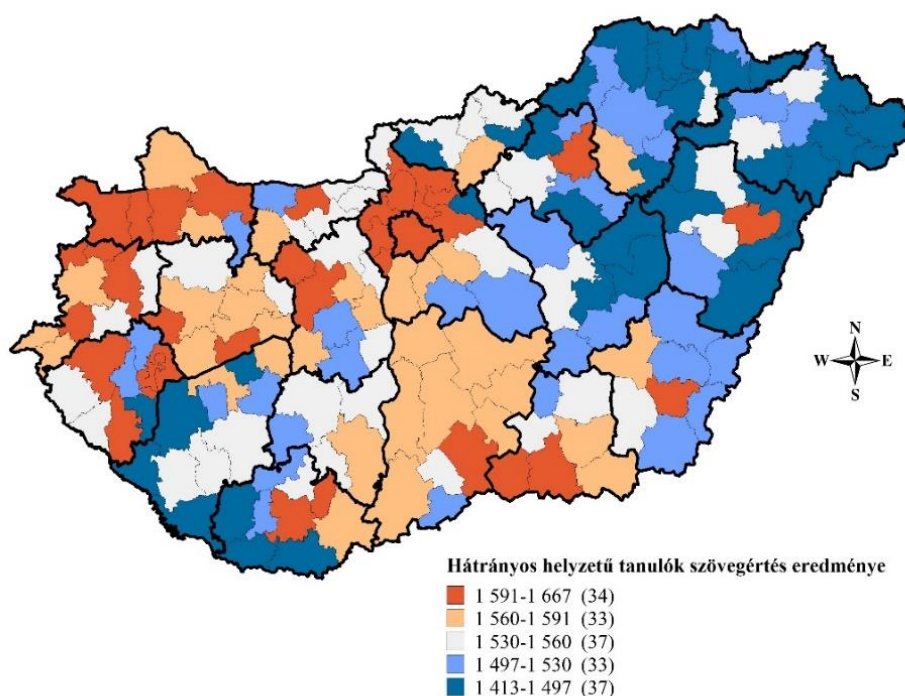 N
W E
S
Hátrányos helyzetű tanulók szövegértés eredménye
1 591-1 667 (34)
1 560-1 591 (33)
1 530-1 560 (37)
1 497-1 530 (33)
1 413-1 497 (37)